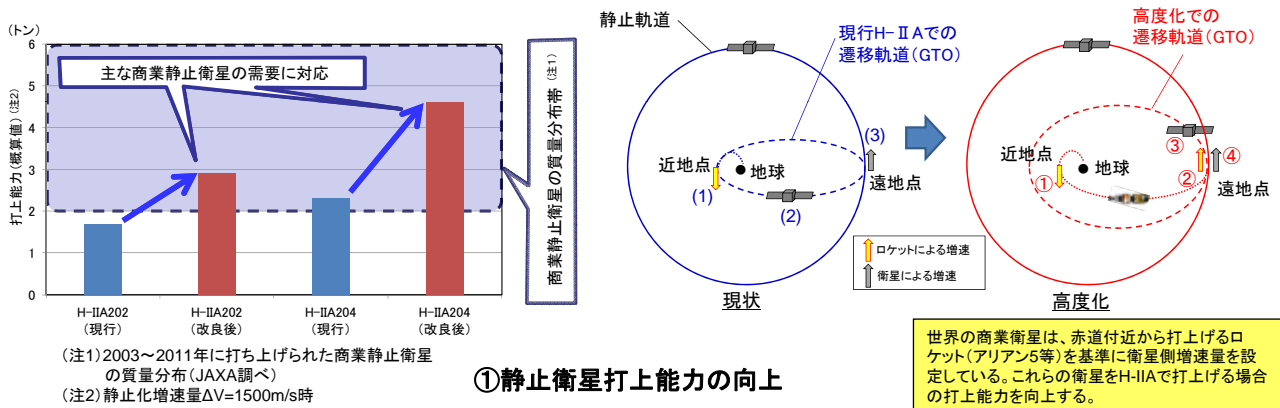 (トン)
6
5
4
3
2
1
0
打上能力(概算値)(注2)
主な商業静止衛星の需要に対応
H-ⅡA202
(現行)
H-ⅡA202
(改良後)
H-ⅡA204
(現行)
H-ⅡA204
(改良後)
商業静止衛星の質量分布帯(注1)
(注1)2003~2011年に打ち上げられた商業静止衛星
の質量分布(JAXA調べ)
(注2)静止化増速量ΔV=1500m/s時
①静止衛星打上能力の向上
静止軌道
現行H-ⅡAでの
遷移軌道(GTO)
近地点
地球
遠地点
(1)
(2)
(3)
現状
ロケットによる増速
衛星による増速
高度化での
遷移軌道(GTO)
近地点
地球
遠地点
①
②
③
④
高度化
世界の商業衛星は、赤道付近から打上げるロ
ケット(アリアン5等)を基準に衛星側増速量を設
定している。これらの衛星をH-IIAで打上げる場合
の打上能力を向上する。